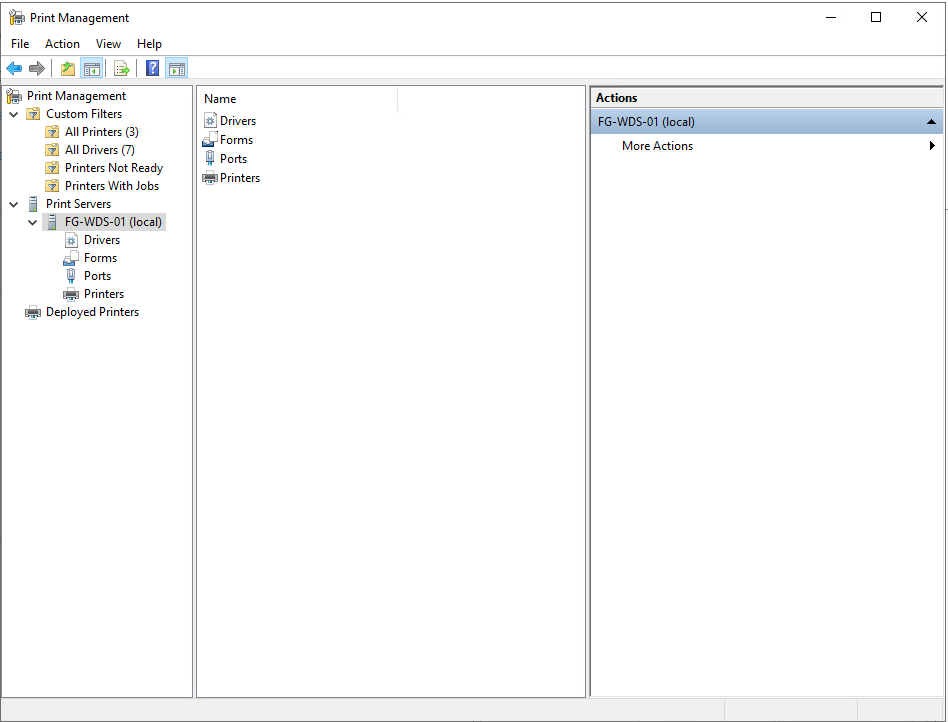 Print Management
File Action View Help
Print Management
Custom Filters
All Printers (3)
All Drivers (7)
Printers Not Ready
Printers With Jobs
Print Servers
FG-WDS-01 (local)
Drivers
Forms
Ports
Printers
Deployed Printers
Name
Drivers
Forms
Ports
Printers
Actions
FG-WDS-01 (local)
More Actions